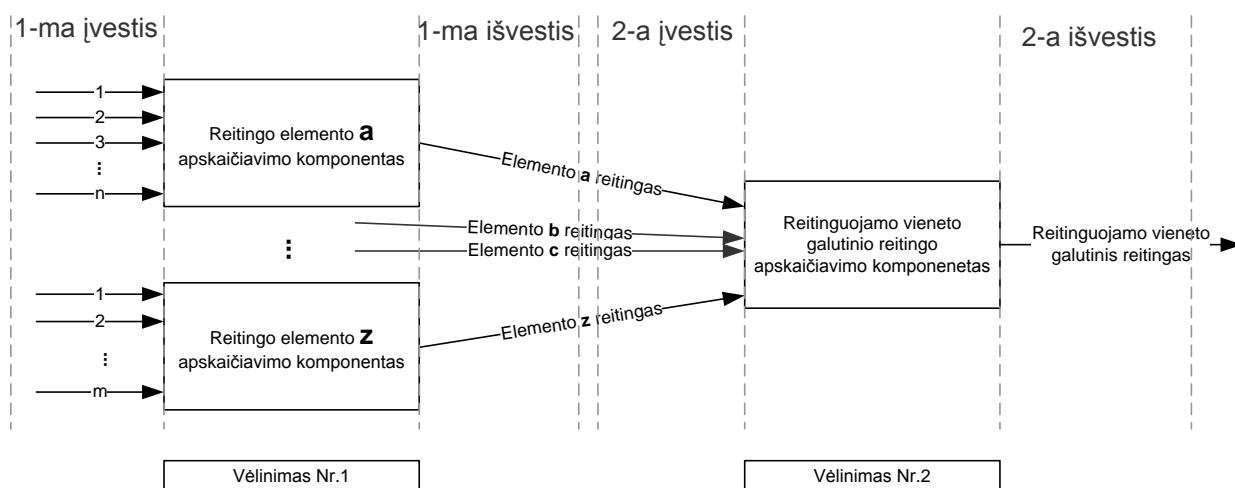 1-ma įvestis
1-ma išvestis
2-a įvestis
2-a išvestis
1
2
3
...
n
Reitingo elemento a
apskaičiavimo komponentas
Elemento a reitingas
Elemento b reitingas
Elemento c reitingas
...
Reitinguojamo vieneto
galutinio reitingo
apskaičiavimo komponenetas
Reitinguojamo vieneto
galutinis reitingas
1
2
...
m
Reitingo elemento z
apskaičiavimo komponentas
Elemento z reitingas
Vėlinimas Nr.1
Vėlinimas Nr.2